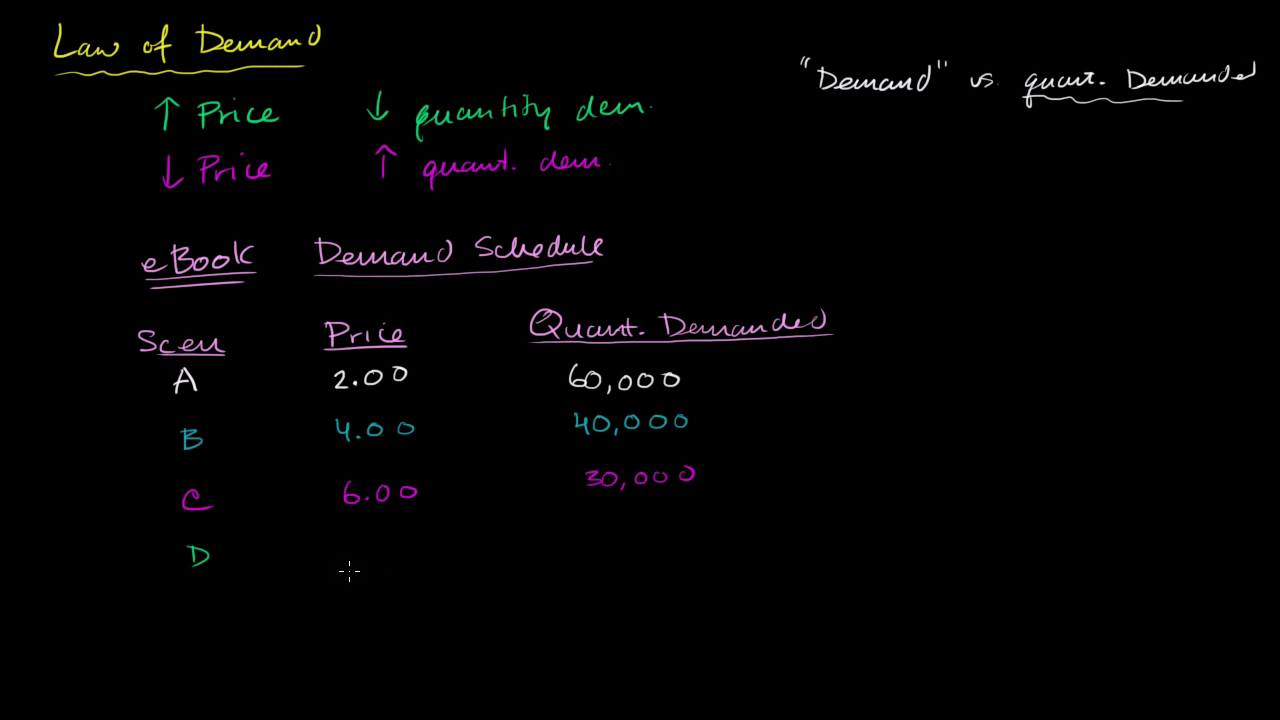 Law of Demand
"Demand" vs. quant. Demanded
↑ Price ↓ quantity dem.
↓ Price ↑ quant. dem.
eBook Demand Schedule
Scen Price Quant. Demanded
A 2.00 60,000
B 4.00 40,000
C 6.00 30,000
D